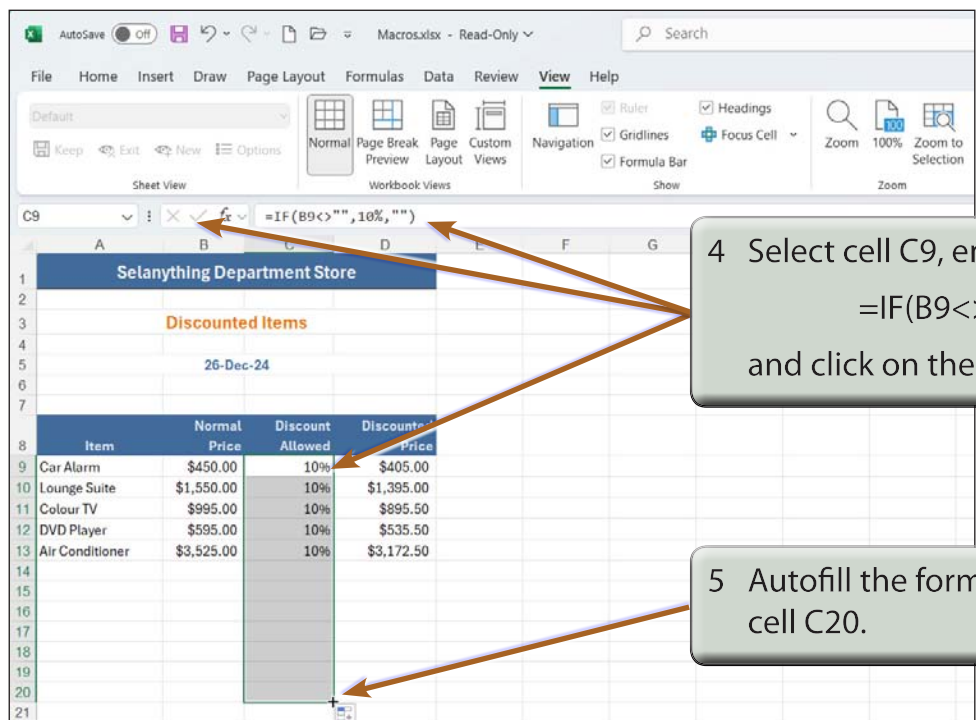 AutoSave Off Macros.xlsx - Read-Only Search
File Home Insert Draw Page Layout Formulas Data Review View Help
Default
Keep Exit New Options
Normal Page Break Preview Page Layout Custom Views
Navigation
Ruler Headings
Gridlines Focus Cell
Formula Bar
Zoom 100% Zoom to Selection
100
Sheet View Workbook Views Show Zoom
C9 fx =IF(B9<>"",10%,"")
A B C D E F G
1 Selanything Department Store
2
3 Discounted Items
4
5 26-Dec-24
6
7
Normal Discount Discounted
8 Item Price Allowed Price
9 Car Alarm $450.00 10% $405.00
10 Lounge Suite $1,550.00 10% $1,395.00
11 Colour TV $995.00 10% $895.50
12 DVD Player $595.00 10% $535.50
13 Air Conditioner $3,525.00 10% $3,172.50
14
15
16
17
18
19
20
21
4 Select cell C9,
=IF(B9<
and click on the
5 Autofill the
cell C20.